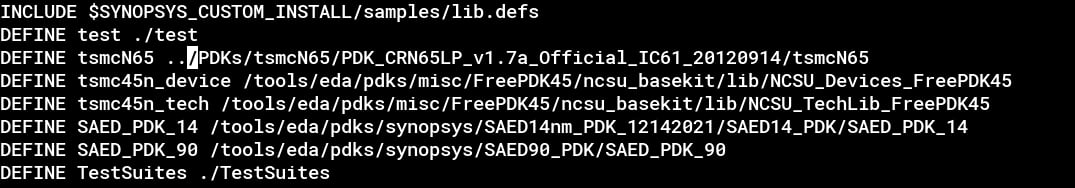 INCLUDE $SYNOPSYS_CUSTOM_INSTALL/samples/lib.defs
DEFINE test ./test
DEFINE tsmcN65 ../PDKs/tsmcN65/PDK_CRN65LP_v1.7a_Official_IC61_20120914/tsmcN65
DEFINE tsmc45n_device /tools/eda/pdks/misc/FreePDK45/ncsu_basekit/lib/NCSU_Devices_FreePDK45
DEFINE tsmc45n_tech /tools/eda/pdks/misc/FreePDK45/ncsu_basekit/lib/NCSU_TechLib_FreePDK45
DEFINE SAED_PDK_14 /tools/eda/pdks/synopsys/SAED14nm_PDK_12142021/SAED14_PDK/SAED_PDK_14
DEFINE SAED_PDK_90 /tools/eda/pdks/synopsys/SAED90_PDK/SAED_PDK_90
DEFINE TestSuites ./TestSuites